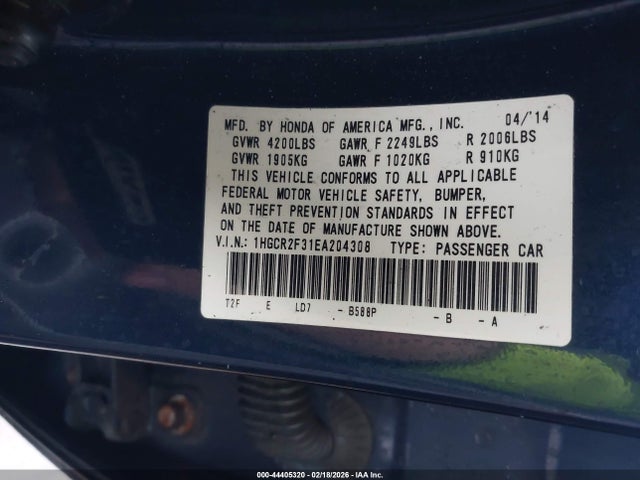 MFD. BY HONDA OF AMERICA MFG., INC. 04/'14
GVWR 4200LBS GAWR F 2249LBS R 2006LBS
GVWR 1905KG GAWR F 1020KG R 910KG
THIS VEHICLE CONFORMS TO ALL APPLICABLE
FEDERAL MOTOR VEHICLE SAFETY, BUMPER,
AND THEFT PREVENTION STANDARDS IN EFFECT
ON THE DATE OF MANUFACTURE SHOWN ABOVE.
V.I.N.: 1HGCR2F31EA204308 TYPE: PASSENGER CAR
T2F E LD7 - B588P - B - A
000-44405320 - 02/18/2026 - IAA Inc.